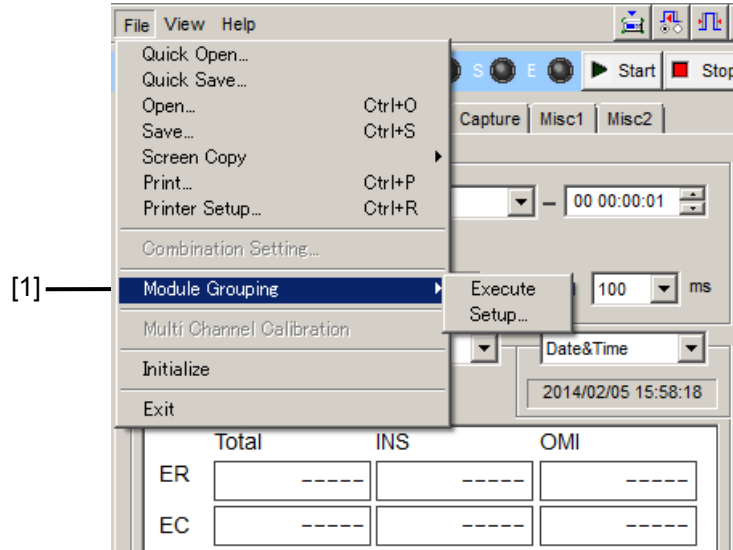 File View Help
Quick Open...
Quick Save...
Open... Ctrl+O
Save... Ctrl+S
Screen Copy
Print... Ctrl+P
Printer Setup... Ctrl+R
Combination Setting...
[1] Module Grouping
Execute
Setup...
Multi Channel Calibration
Initialize
Exit
S E Start Stop
Capture Misc1 Misc2
– 00 00:00:01
100 ms
Date&Time
2014/02/05 15:58:18
Total INS OMI
ER ----- ----- -----
EC ----- ----- -----